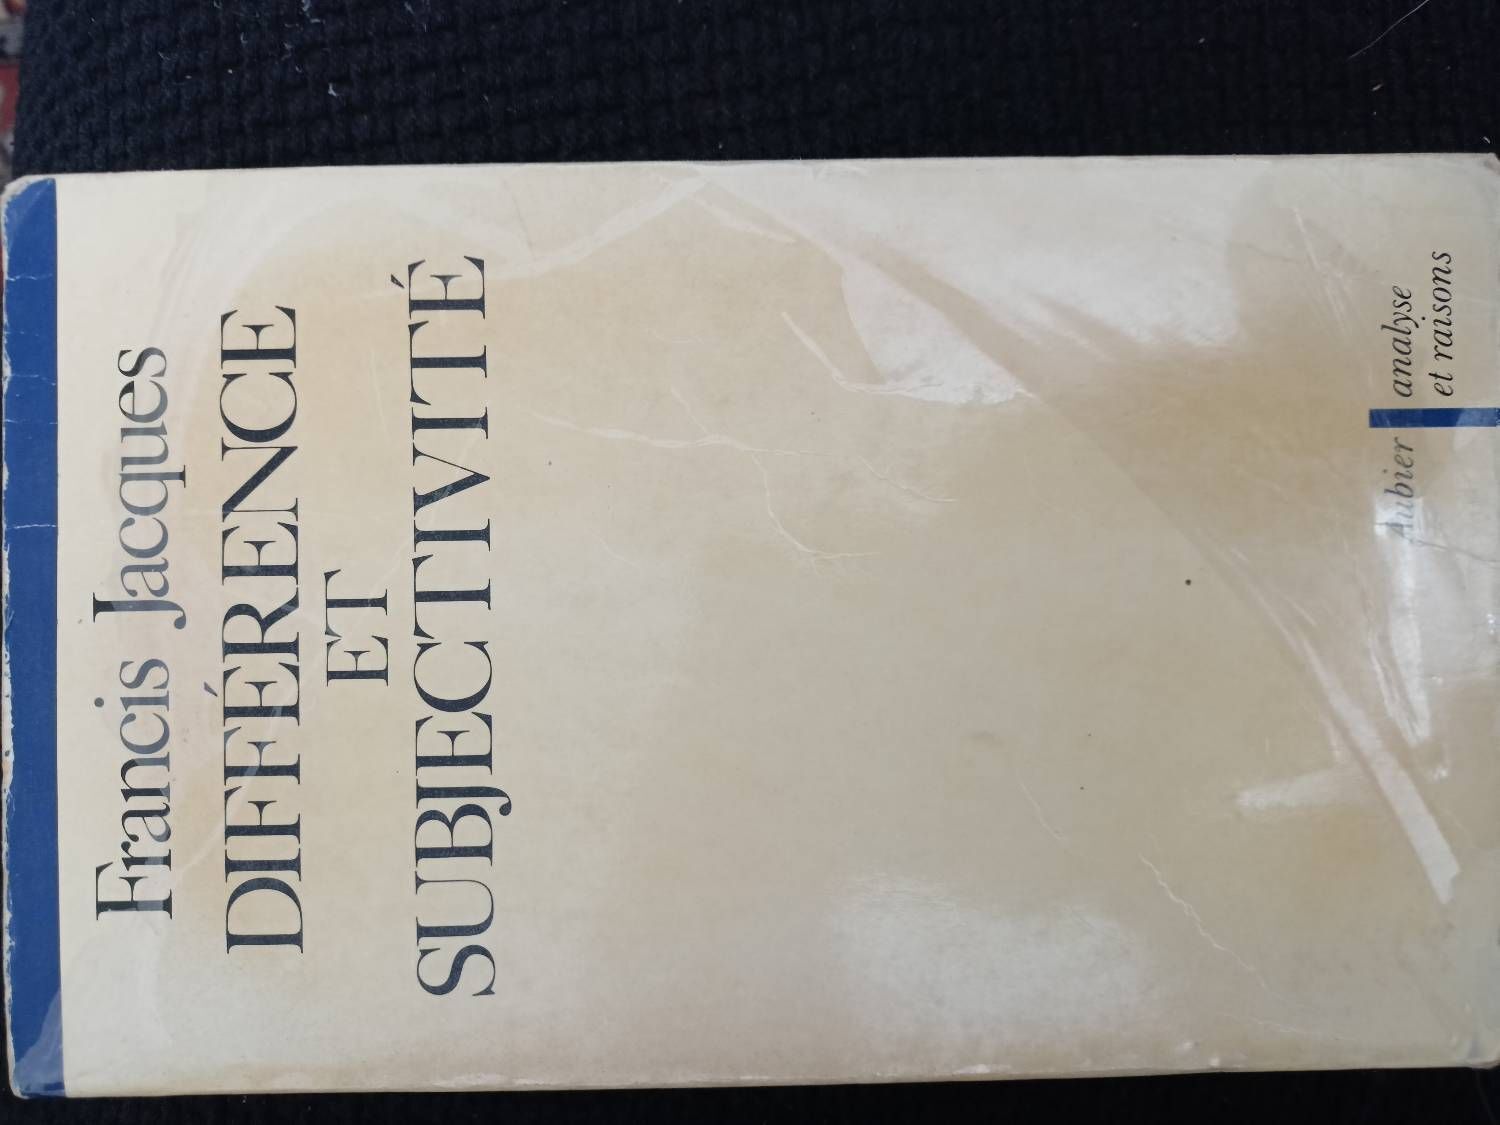 Francis Jacques
DIFFÉRENCE
ET
SUBJECTIVITÉ
Aubier
analyse
et raisons